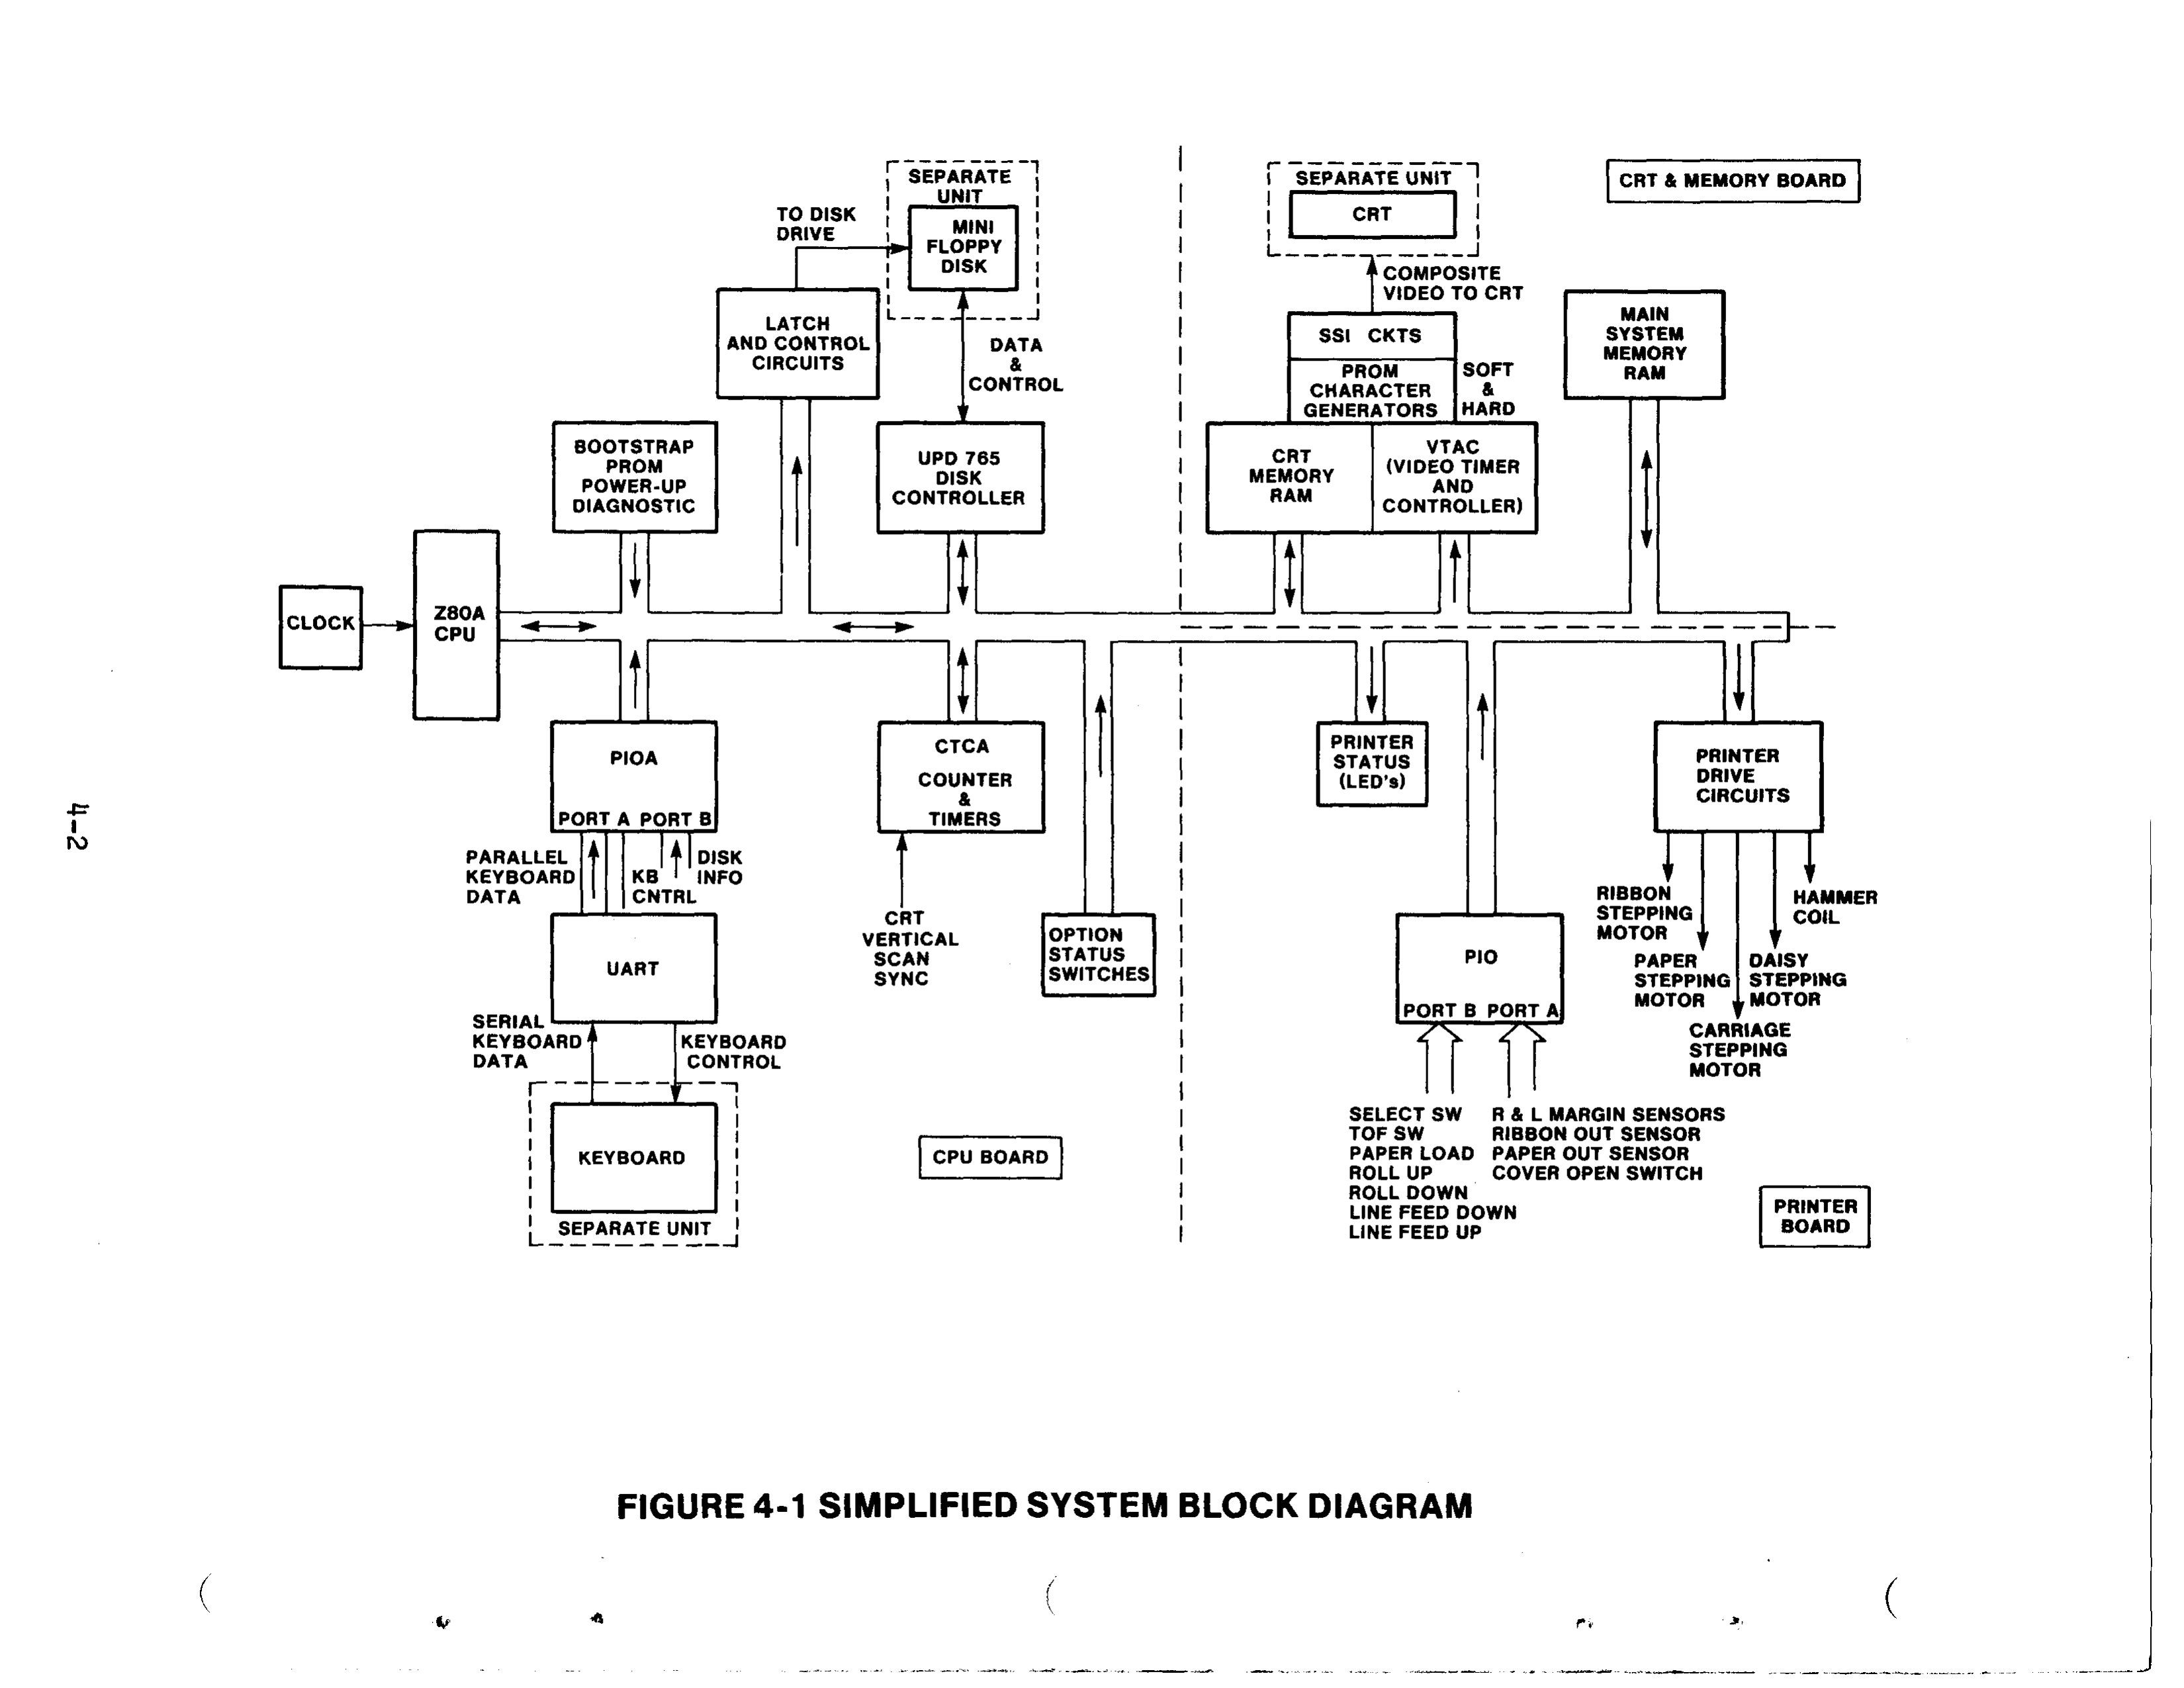 SEPARATE
UNIT
MINI
FLOPPY
DISK
TO DISK
DRIVE
LATCH
AND CONTROL
CIRCUITS
DATA
&
CONTROL
BOOTSTRAP
PROM
POWER-UP
DIAGNOSTIC
UPD 765
DISK
CONTROLLER
CLOCK
Z80A
CPU
PIOA
PORT A PORT B
PARALLEL
KEYBOARD
DATA
KB
CNTRL
DISK
INFO
UART
SERIAL
KEYBOARD
DATA
KEYBOARD
CONTROL
KEYBOARD
SEPARATE UNIT
CTCA
COUNTER
&
TIMERS
CRT
VERTICAL
SCAN
SYNC
OPTION
STATUS
SWITCHES
CPU BOARD
SEPARATE UNIT
CRT
CRT & MEMORY BOARD
COMPOSITE
VIDEO TO CRT
SSI CKTS
PROM
CHARACTER
GENERATORS
SOFT
&
HARD
CRT
MEMORY
RAM
VTAC
(VIDEO TIMER
AND
CONTROLLER)
MAIN
SYSTEM
MEMORY
RAM
PRINTER
STATUS
(LED's)
PIO
PORT B PORT A
SELECT SW
TOF SW
PAPER LOAD
ROLL UP
ROLL DOWN
LINE FEED DOWN
LINE FEED UP
R & L MARGIN SENSORS
RIBBON OUT SENSOR
PAPER OUT SENSOR
COVER OPEN SWITCH
PRINTER
DRIVE
CIRCUITS
RIBBON
STEPPING
MOTOR
PAPER
STEPPING
MOTOR
CARRIAGE
STEPPING
MOTOR
DAISY
STEPPING
MOTOR
HAMMER
COIL
PRINTER
BOARD
4-2
FIGURE 4-1 SIMPLIFIED SYSTEM BLOCK DIAGRAM